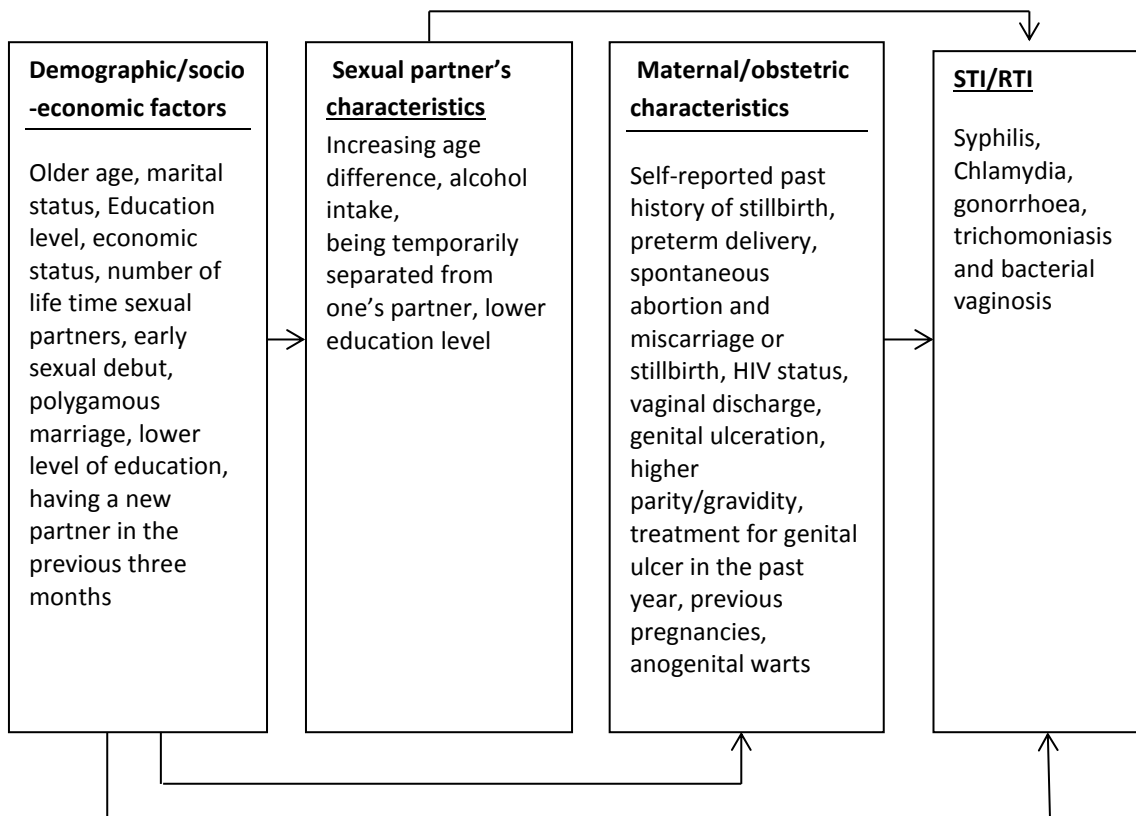 Demographic/socio
-economic factors
Older age, marital
status, Education
level, economic
status, number of
life time sexual
partners, early
sexual debut,
polygamous
marriage, lower
level of education,
having a new
partner in the
previous three
months
Sexual partner's
characteristics
Increasing age
difference, alcohol
intake,
being temporarily
separated from
one's partner, lower
education level
Maternal/obstetric
characteristics
Self-reported past
history of stillbirth,
preterm delivery,
spontaneous
abortion and
miscarriage or
stillbirth, HIV status,
vaginal discharge,
genital ulceration,
higher
parity/gravidity,
treatment for genital
ulcer in the past
year, previous
pregnancies,
anogenital warts
STI/RTI
Syphilis,
Chlamydia,
gonorrhoea,
trichomoniasis
and bacterial
vaginosis